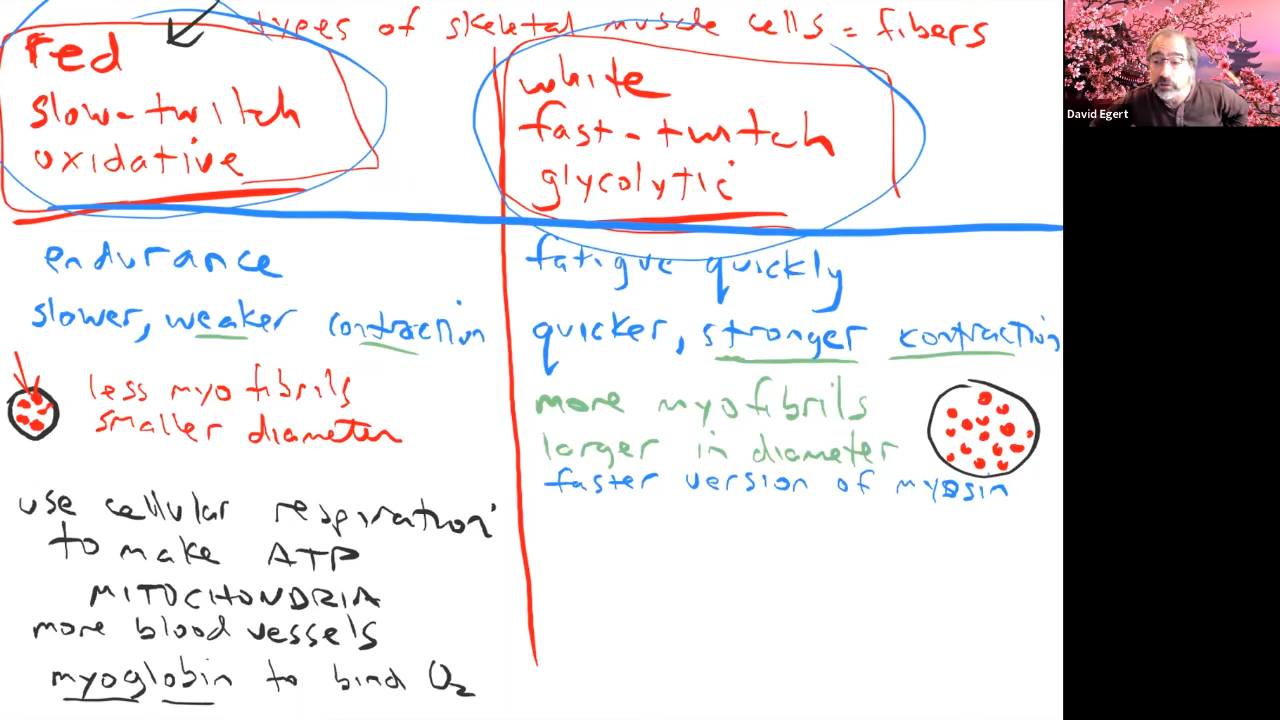 types of skeletal muscle cells = fibers
red
slow-twitch
oxidative
white
fast-twitch
glycolytic
endurance
slower, weaker contraction
less myofibrils
smaller diameter
use cellular respiration
to make ATP
MITOCHONDRIA
more blood vessels
myoglobin to bind O2
fatigue quickly
quicker, stronger contraction
more myofibrils
larger in diameter
faster version of myosin
David Egert